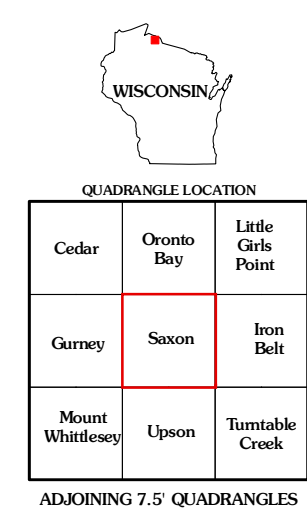 WISCONSIN
QUADRANGLE LOCATION
Cedar
Oronto
Bay
Little
Girls
Point
Gurney
Saxon
Iron
Belt
Mount
Whittlesey
Upson
Turntable
Creek
ADJOINING 7.5' QUADRANGLES